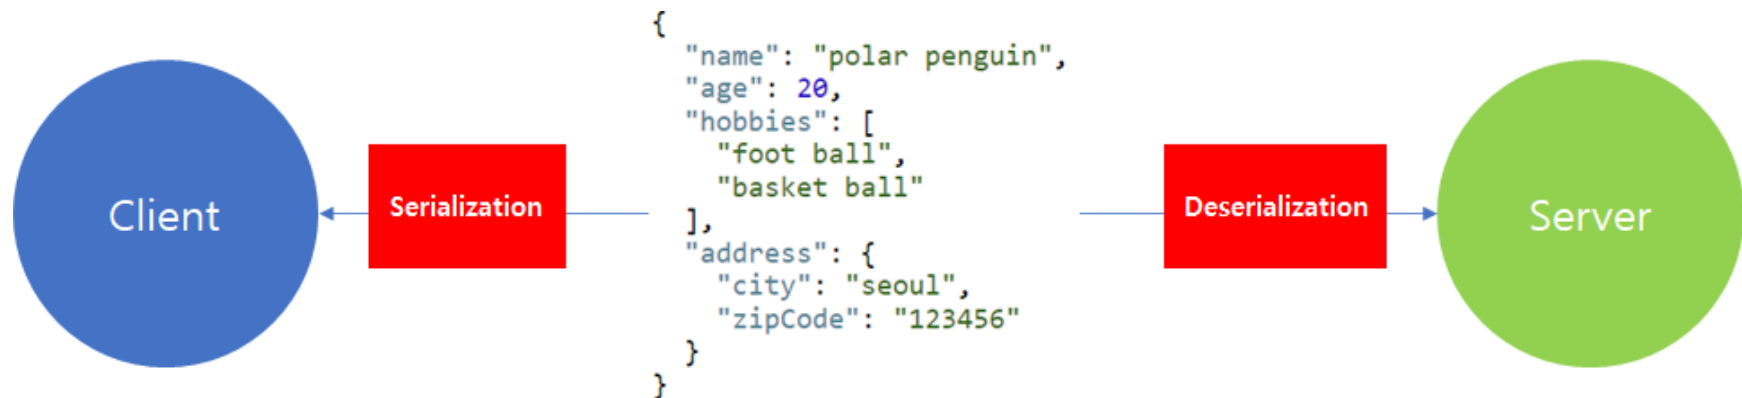 Client
Serialization
{
  "name": "polar penguin",
  "age": 20,
  "hobbies": [
    "foot ball",
    "basket ball"
  ],
  "address": {
    "city": "seoul",
    "zipCode": "123456"
  }
}
Deserialization
Server